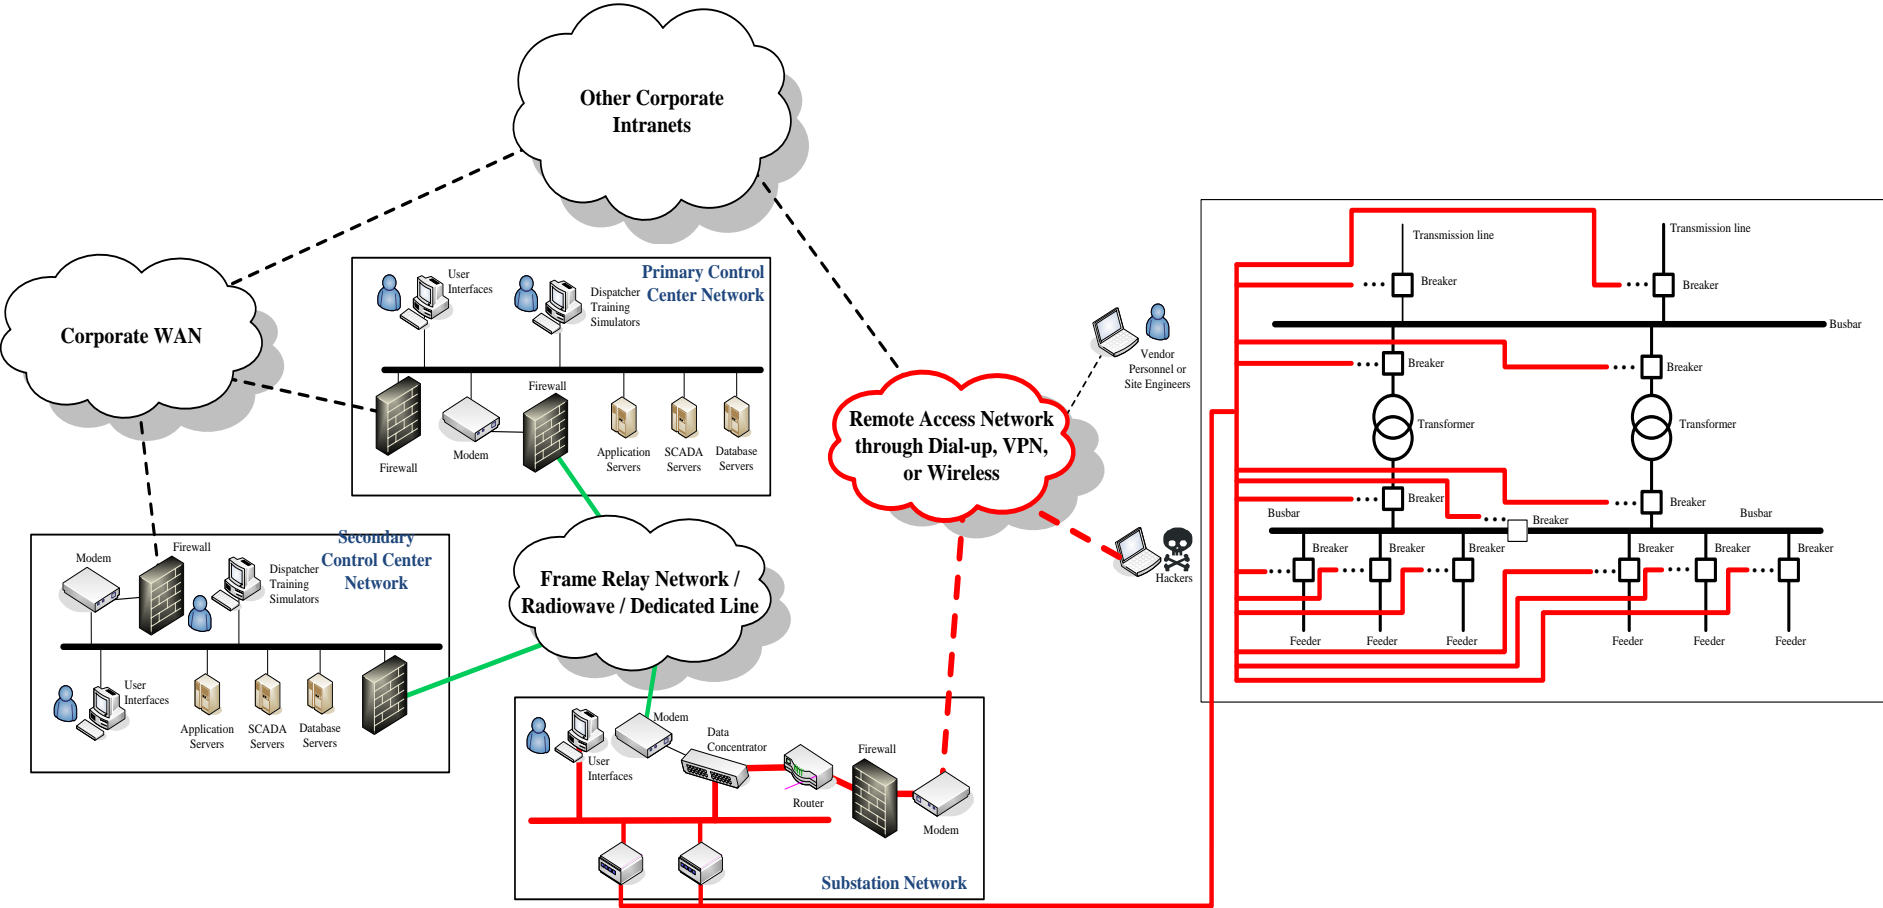 Other Corporate
Intranets
Corporate WAN
Primary Control
Center Network
User
Interfaces
Dispatcher
Training
Simulators
Firewall
Firewall
Modem
Application
Servers
SCADA
Servers
Database
Servers
Secondary
Control Center
Network
Modem
Firewall
Dispatcher
Training
Simulators
User
Interfaces
Application
Servers
SCADA
Servers
Database
Servers
Frame Relay Network /
Radiowave / Dedicated Line
Remote Access Network
through Dial-up, VPN,
or Wireless
Vendor
Personnel or
Site Engineers
Hackers
Modem
Data
Concentrator
User
Interfaces
Router
Firewall
Modem
Substation Network
Transmission line
Transmission line
Breaker
Breaker
Busbar
Breaker
Breaker
Transformer
Transformer
Breaker
Breaker
Busbar
Breaker
Busbar
Breaker
Breaker
Breaker
Breaker
Breaker
Breaker
Feeder
Feeder
Feeder
Feeder
Feeder
Feeder